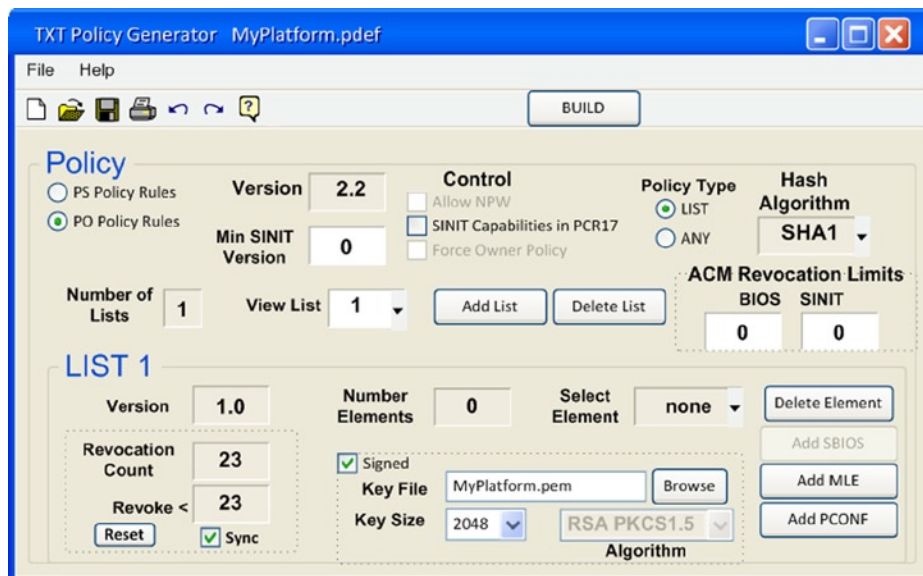 TXT Policy Generator MyPlatform.pdef
File Help
BUILD
Policy
PS Policy Rules
PO Policy Rules
Version 2.2
Min SINIT Version 0
Control
Allow NPW
SINIT Capabilities in PCR17
Force Owner Policy
Policy Type
LIST
ANY
Hash Algorithm
SHA1
ACM Revocation Limits
BIOS SINIT
0 0
Number of Lists 1
View List 1
Add List
Delete List
LIST 1
Version 1.0
Revocation Count 23
Revoke < 23
Reset
Sync
Number Elements 0
Select Element none
Signed
Key File MyPlatform.pem Browse
Key Size 2048 RSA PKCS1.5
Algorithm
Delete Element
Add SBIOS
Add MLE
Add PCONF